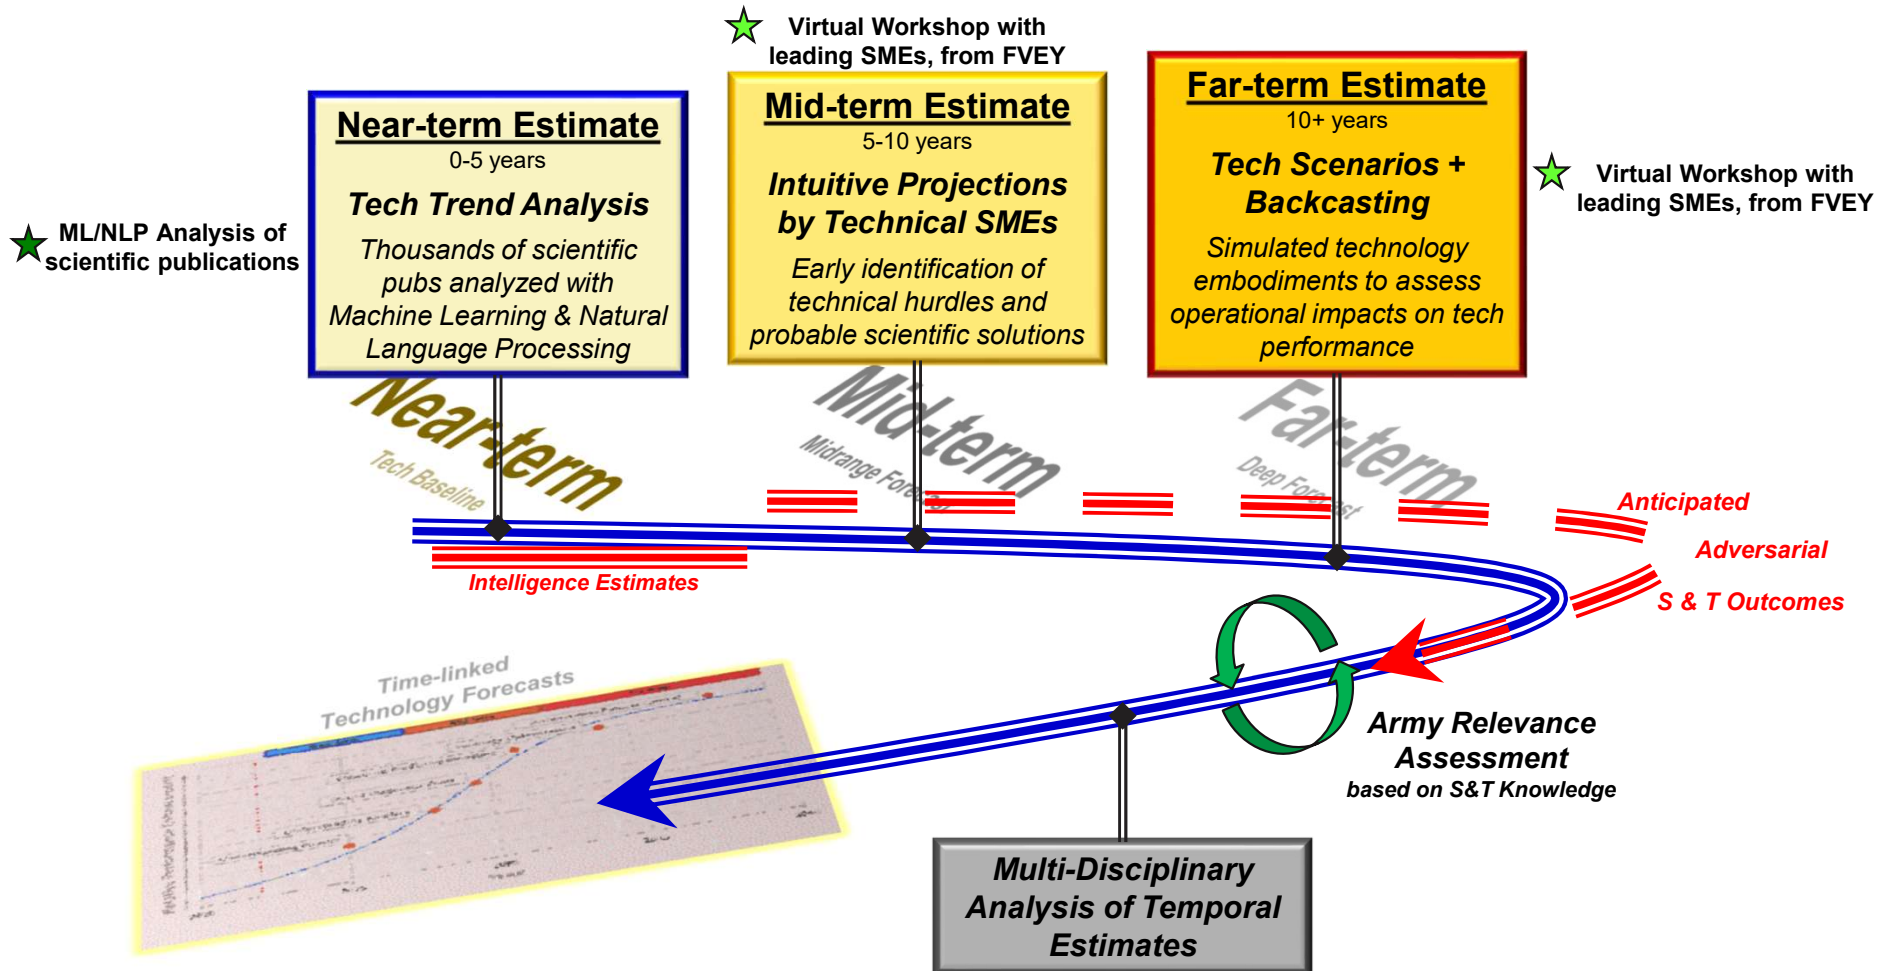 Virtual Workshop with
leading SMEs, from FVEY
Near-term Estimate
0-5 years
Tech Trend Analysis
Thousands of scientific
pubs analyzed with
Machine Learning & Natural
Language Processing
Mid-term Estimate
5-10 years
Intuitive Projections
by Technical SMEs
Early identification of
technical hurdles and
probable scientific solutions
Far-term Estimate
10+ years
Tech Scenarios +
Backcasting
Simulated technology
embodiments to assess
operational impacts on tech
performance
Virtual Workshop with
leading SMEs, from FVEY
ML/NLP Analysis of
scientific publications
Near-term
Tech Baseline
Mid-term
Midrange Forecast
Far-term
Deep Forecast
Anticipated
Adversarial
S & T Outcomes
Intelligence Estimates
Time-linked
Technology Forecasts
Army Relevance
Assessment
based on S&T Knowledge
Multi-Disciplinary
Analysis of Temporal
Estimates